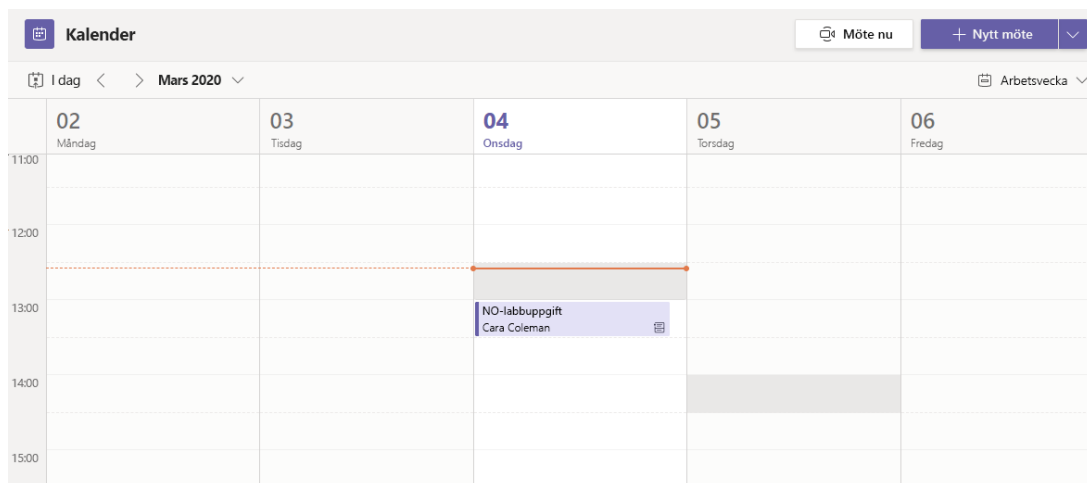 Kalender
Möte nu
+ Nytt möte
I dag
Mars 2020
Arbetsvecka
02
Måndag
03
Tisdag
04
Onsdag
05
Torsdag
06
Fredag
11:00
12:00
13:00
NO-labbuppgift
Cara Coleman
14:00
15:00